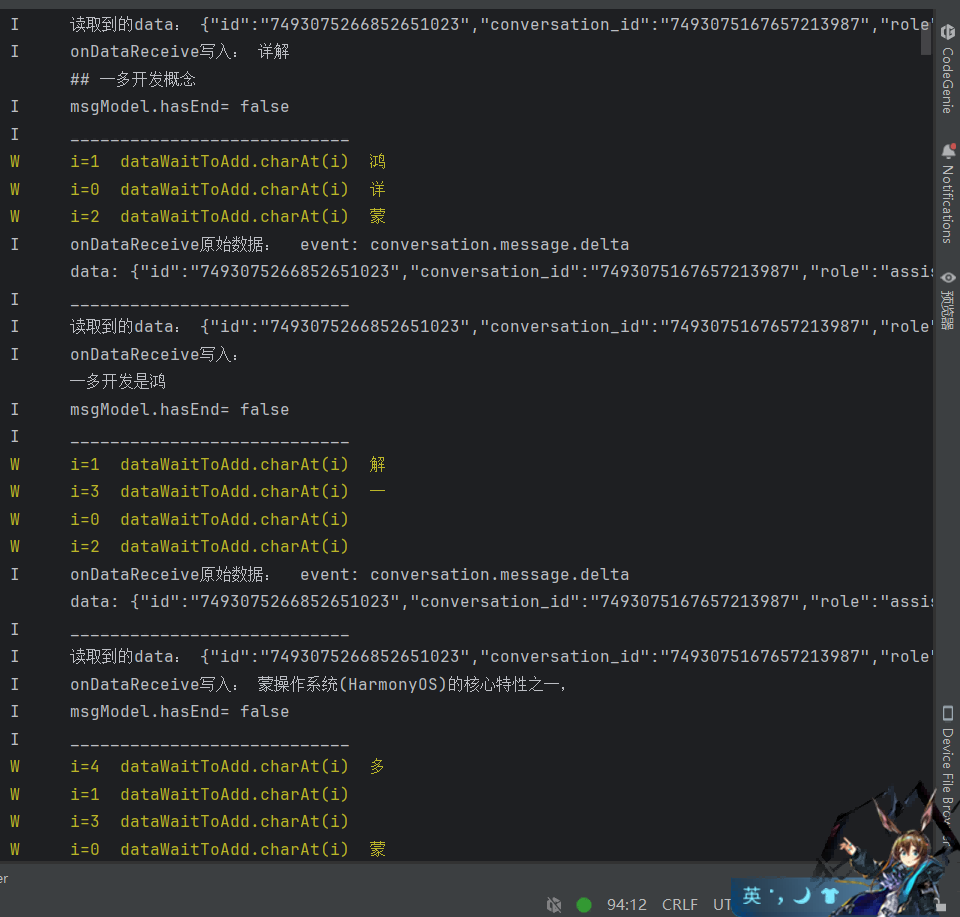 I 读取到的data： {"id":"7493075266852651023","conversation_id":"7493075167657213987","role"
I onDataReceive写入： 详解
## 一多开发概念
I msgModel.hasEnd= false
I ____________________________
W i=1 dataWaitToAdd.charAt(i) 鸿
W i=0 dataWaitToAdd.charAt(i) 详
W i=2 dataWaitToAdd.charAt(i) 蒙
I onDataReceive原始数据： event: conversation.message.delta
data: {"id":"7493075266852651023","conversation_id":"7493075167657213987","role":"assis
I ____________________________
I 读取到的data： {"id":"7493075266852651023","conversation_id":"7493075167657213987","role"
I onDataReceive写入：
一多开发是鸿
I msgModel.hasEnd= false
I ____________________________
W i=1 dataWaitToAdd.charAt(i) 解
W i=3 dataWaitToAdd.charAt(i) 一
W i=0 dataWaitToAdd.charAt(i)
W i=2 dataWaitToAdd.charAt(i)
I onDataReceive原始数据： event: conversation.message.delta
data: {"id":"7493075266852651023","conversation_id":"7493075167657213987","role":"assis
I ____________________________
I 读取到的data： {"id":"7493075266852651023","conversation_id":"7493075167657213987","role"
I onDataReceive写入： 蒙操作系统(HarmonyOS)的核心特性之一，
I msgModel.hasEnd= false
I ____________________________
W i=4 dataWaitToAdd.charAt(i) 多
W i=1 dataWaitToAdd.charAt(i)
W i=3 dataWaitToAdd.charAt(i)
W i=0 dataWaitToAdd.charAt(i) 蒙
er
94:12 CRLF UT
英
CodeGenie
Notifications
预览器
Device File Brow